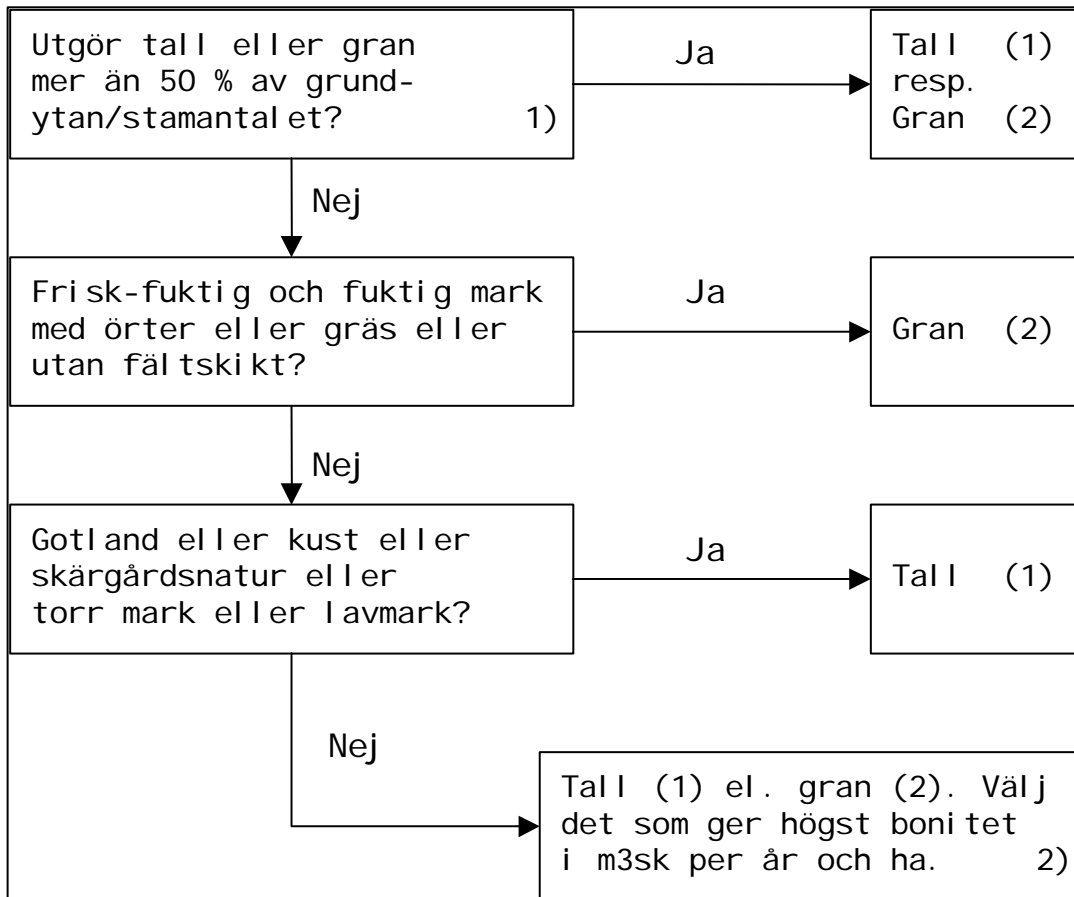 Utgör tall eller gran
mer än 50 % av grund-
ytan/stamantalet? 1)
Ja
Tall (1)
resp.
Gran (2)
Nej
Frisk-fuktig och fuktig mark
med örter eller gräs eller
utan fältskikt?
Ja
Gran (2)
Nej
Gotland eller kust eller
skärgårdsnatur eller
torr mark eller lavmark?
Ja
Tall (1)
Nej
Tall (1) el. gran (2). Välj
det som ger högst bonitet
i m3sk per år och ha. 2)